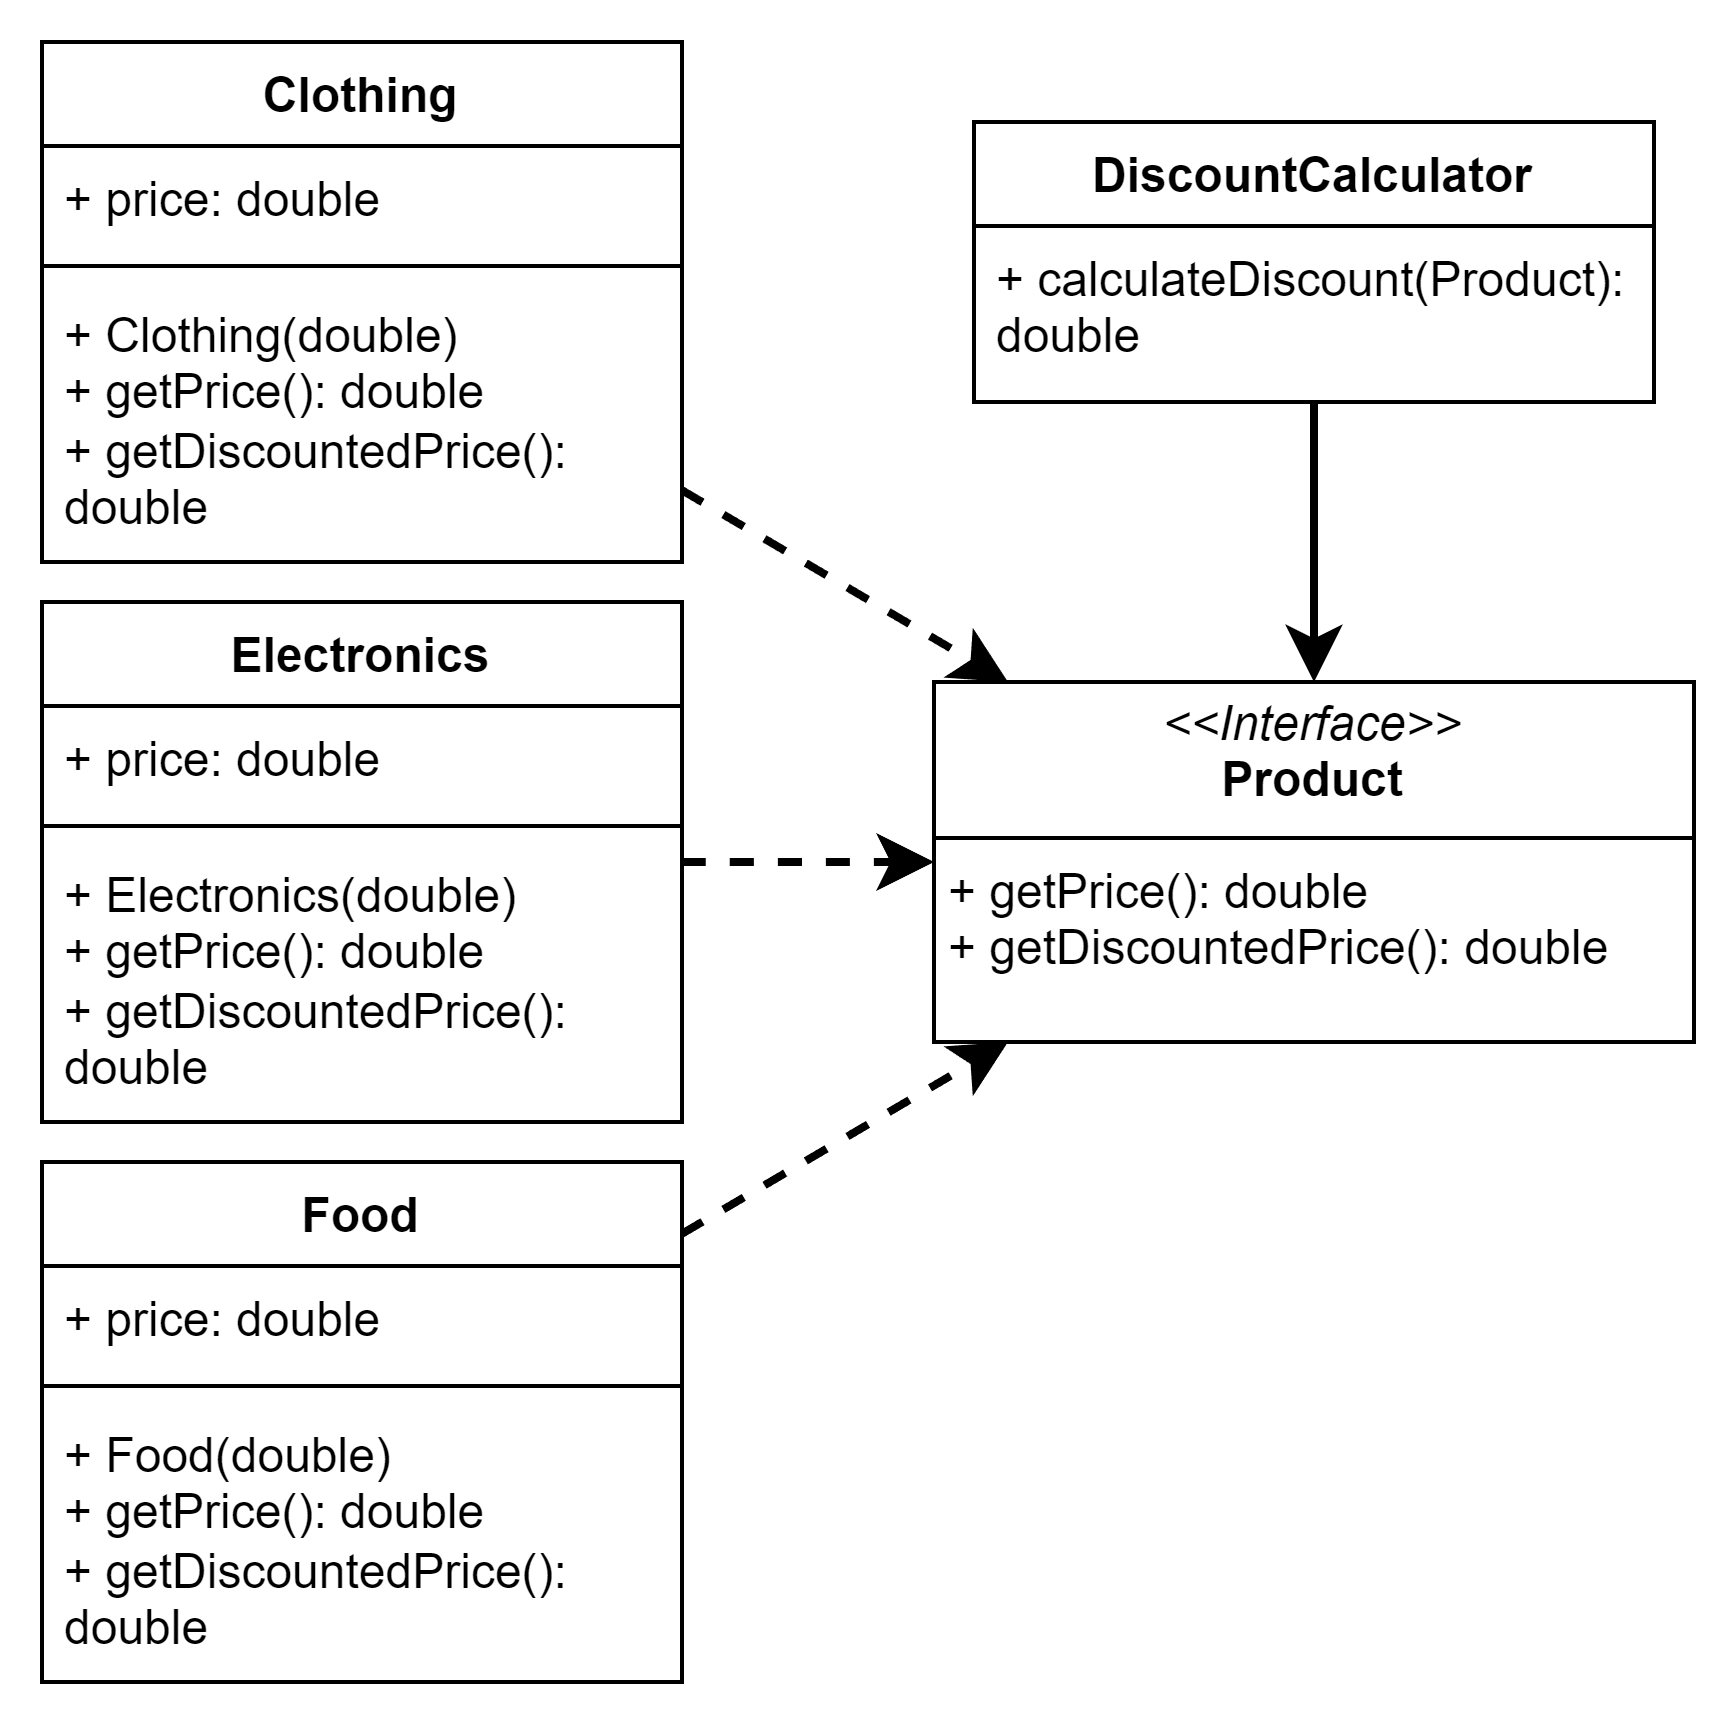 Clothing
+ price: double
+ Clothing(double)
+ getPrice(): double
+ getDiscountedPrice():
double
DiscountCalculator
+ calculateDiscount(Product):
double
Electronics
+ price: double
+ Electronics(double)
+ getPrice(): double
+ getDiscountedPrice():
double
<<Interface>>
Product
+ getPrice(): double
+ getDiscountedPrice(): double
Food
+ price: double
+ Food(double)
+ getPrice(): double
+ getDiscountedPrice():
double